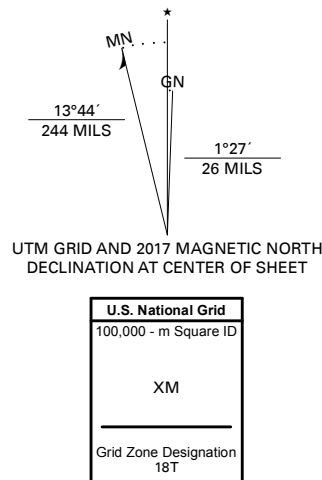 ★
MN
GN
13°44´
244 MILS
1°27´
26 MILS
UTM GRID AND 2017 MAGNETIC NORTH
DECLINATION AT CENTER OF SHEET
U.S. National Grid
100,000 - m Square ID
XM
Grid Zone Designation
18T